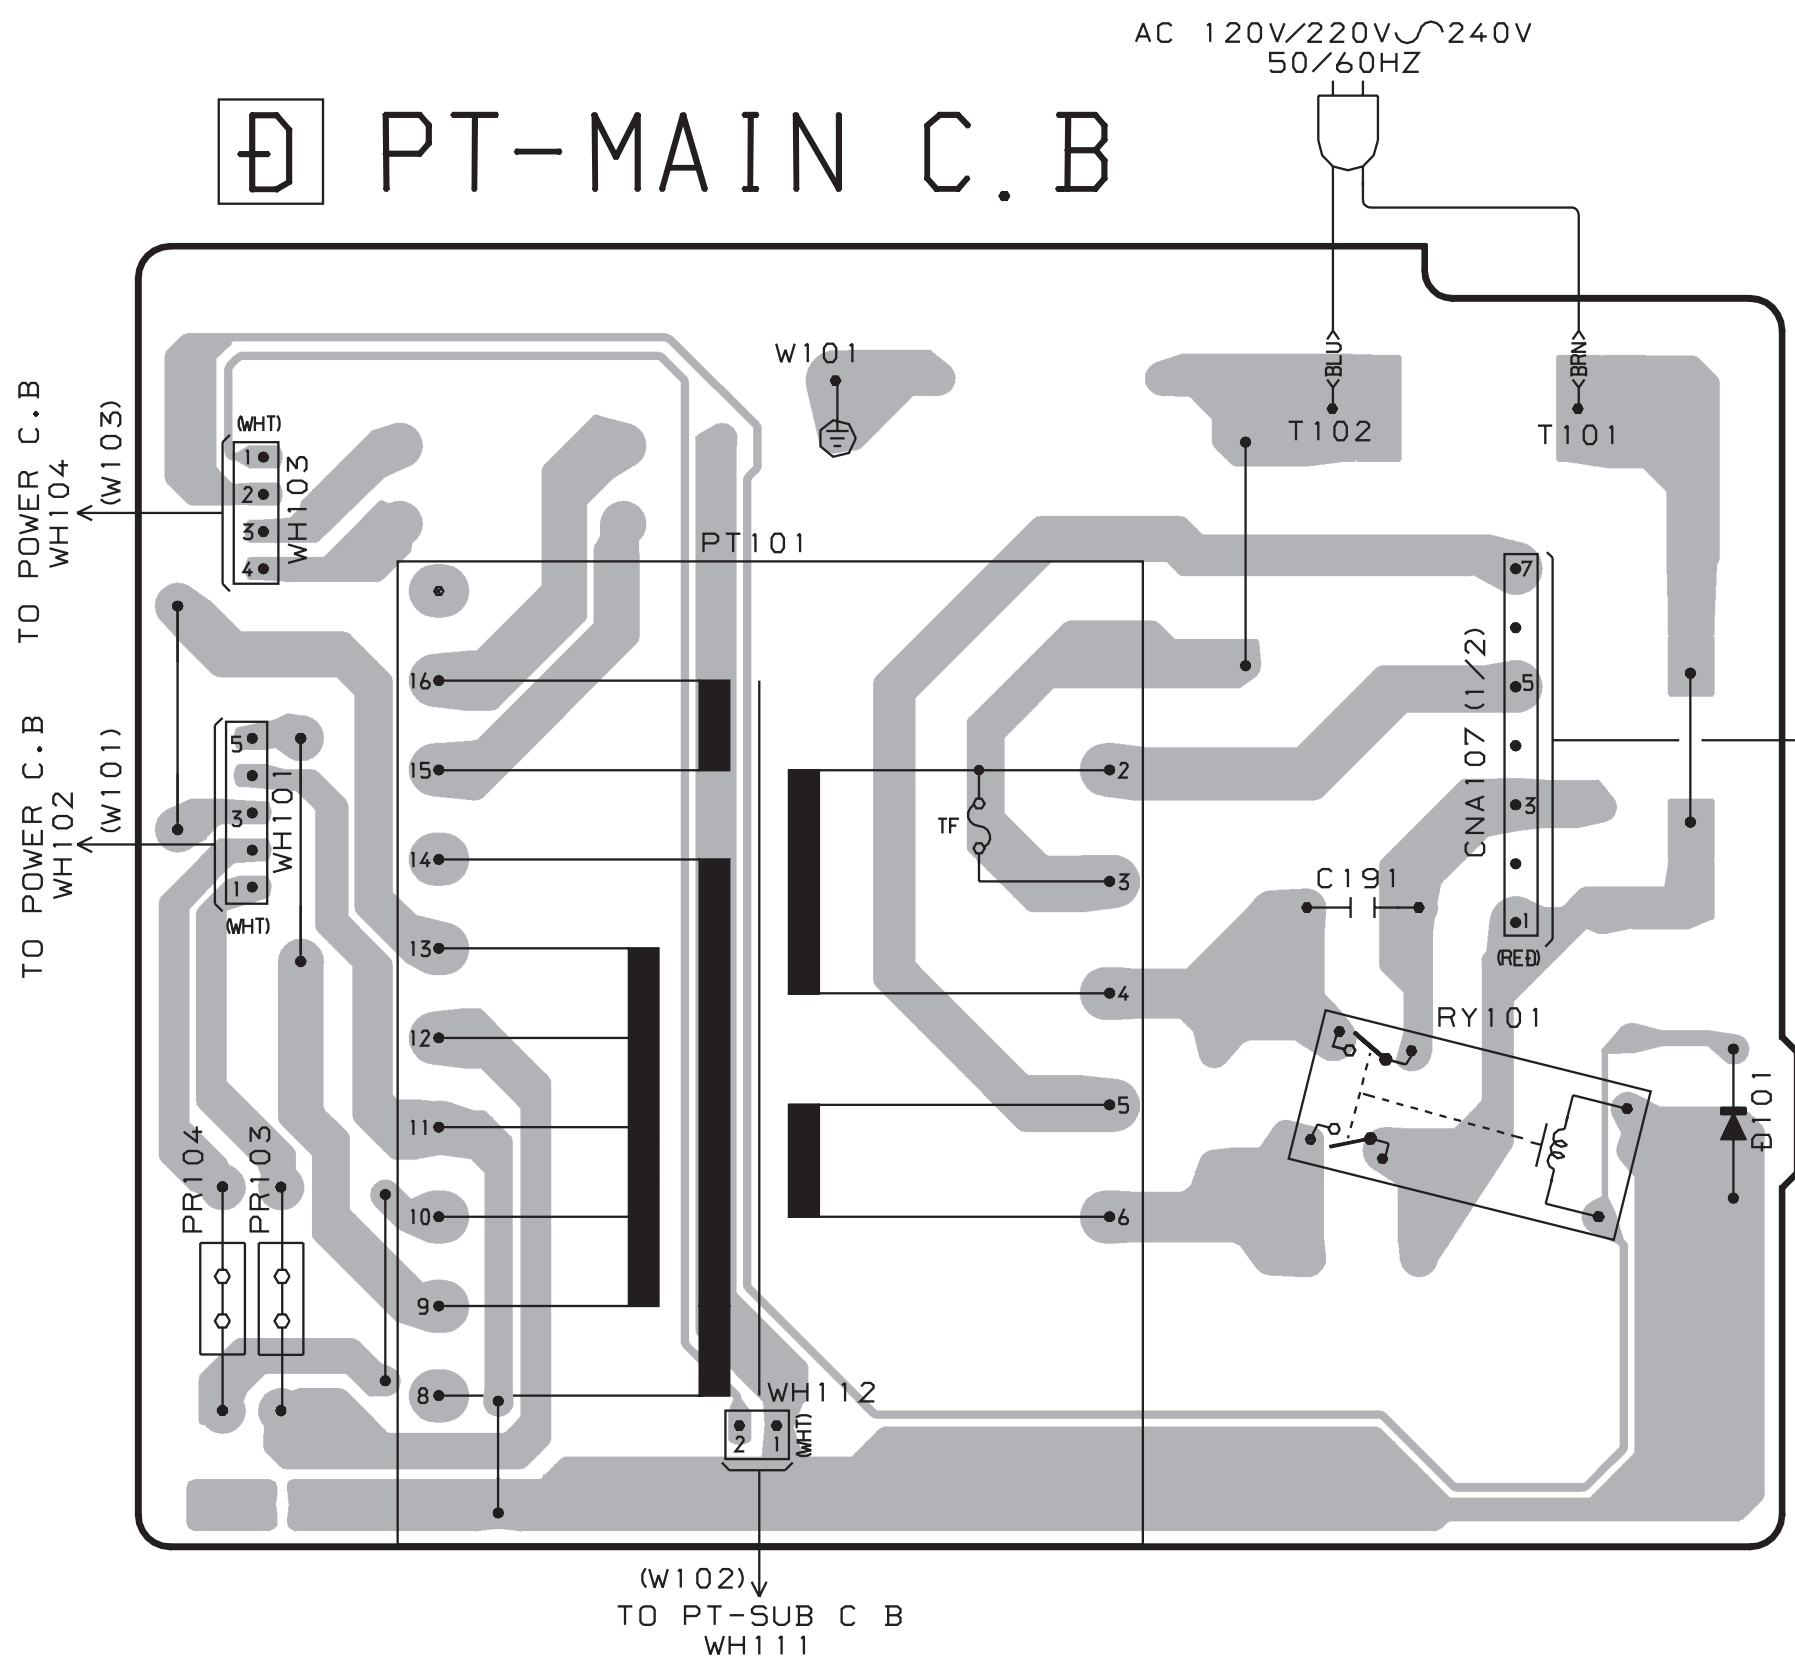 AC 120V/220V～240V
50/60HZ
D PT-MAIN C.B
BLU
BRN
T102
T101
W101
TO POWER C.B
WH104
(W103)
(WHT)
1
2
3
4
WH103
PT101
16
15
14
13
12
11
10
9
8
2
3
4
5
6
TF
TO POWER C.B
WH102
(W101)
5
3
1
WH101
(WHT)
7
5
3
1
CNA107 (1/2)
(RED)
C191
RY101
D101
PR104
PR103
WH112
2
1
(WHT)
(W102)
TO PT-SUB C B
WH111